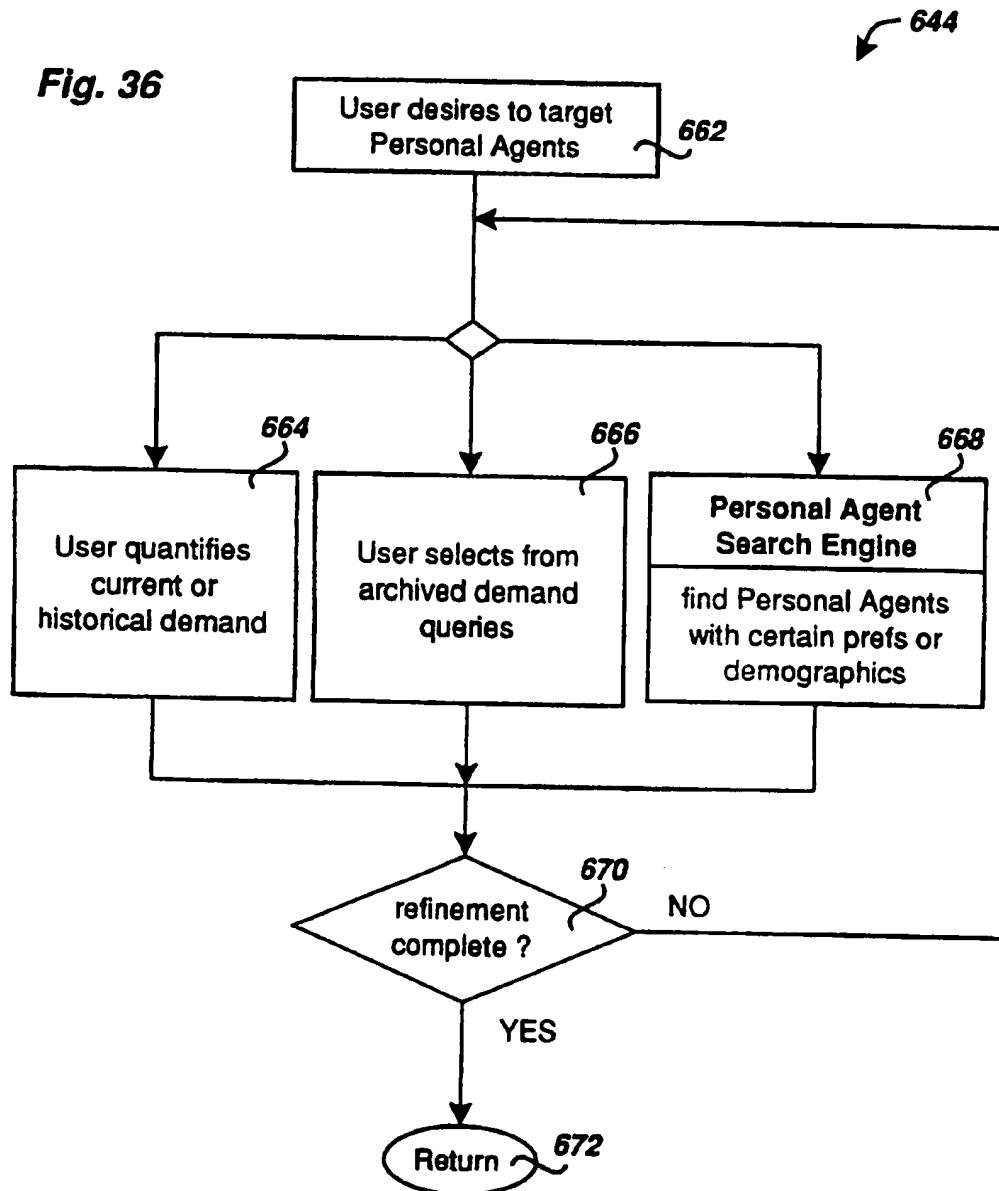 644
Fig. 36
User desires to target
Personal Agents
662
664
User quantifies
current or
historical demand
666
User selects from
archived demand
queries
668
Personal Agent
Search Engine
find Personal Agents
with certain prefs or
demographics
670
refinement
complete ?
NO
YES
Return
672